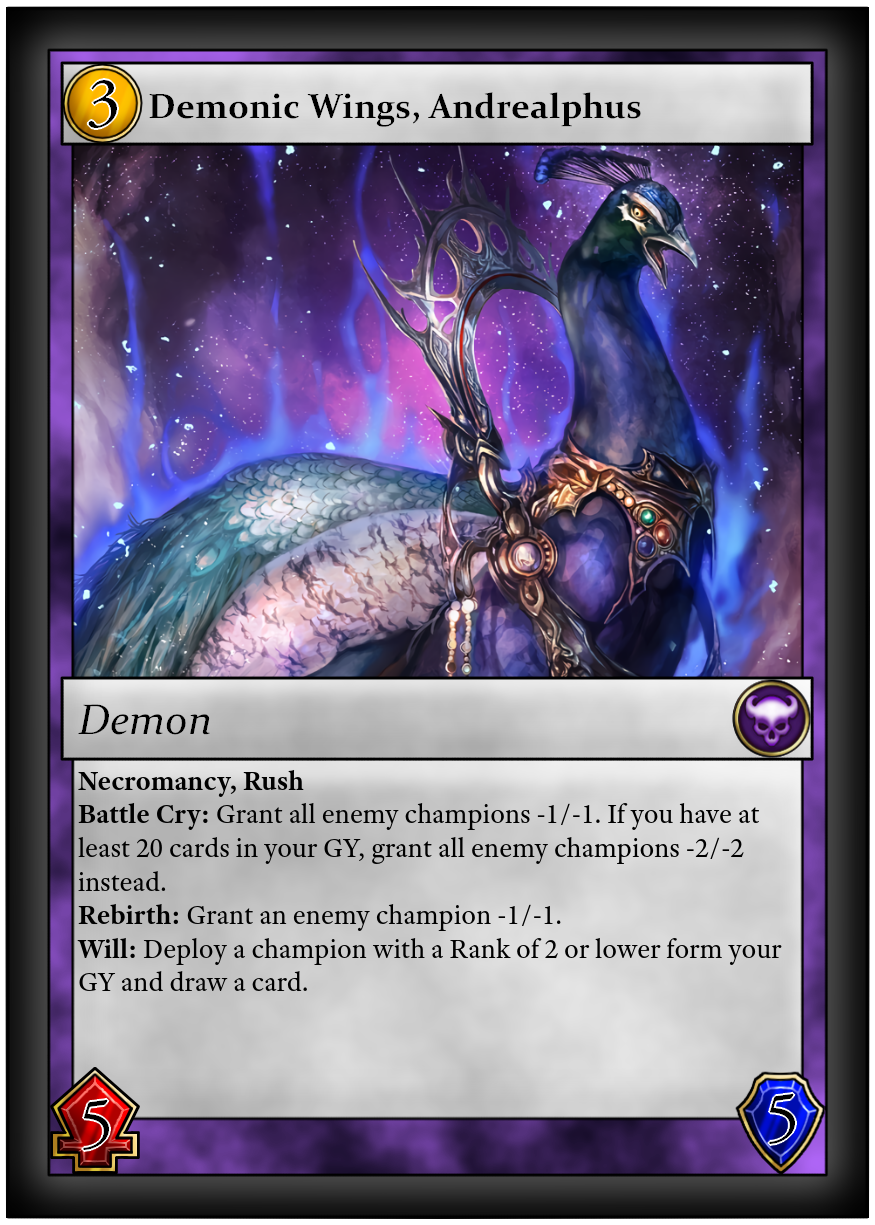 3 Demonic Wings, Andrealphus
Demon
Necromancy, Rush
Battle Cry: Grant all enemy champions -1/-1. If you have at
least 20 cards in your GY, grant all enemy champions -2/-2
instead.
Rebirth: Grant an enemy champion -1/-1.
Will: Deploy a champion with a Rank of 2 or lower form your
GY and draw a card.
5 5